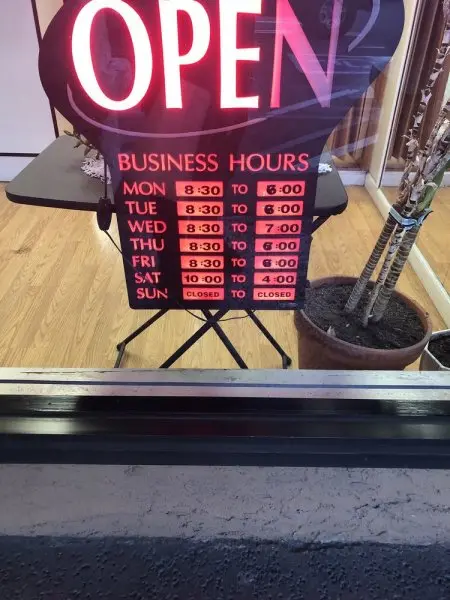 OPEN
BUSINESS HOURS
MON 8:30 TO 6:00
TUE 8:30 TO 6:00
WED 8:30 TO 7:00
THU 8:30 TO 6:00
FRI 8:30 TO 6:00
SAT 10:00 TO 4:00
SUN CLOSED TO CLOSED